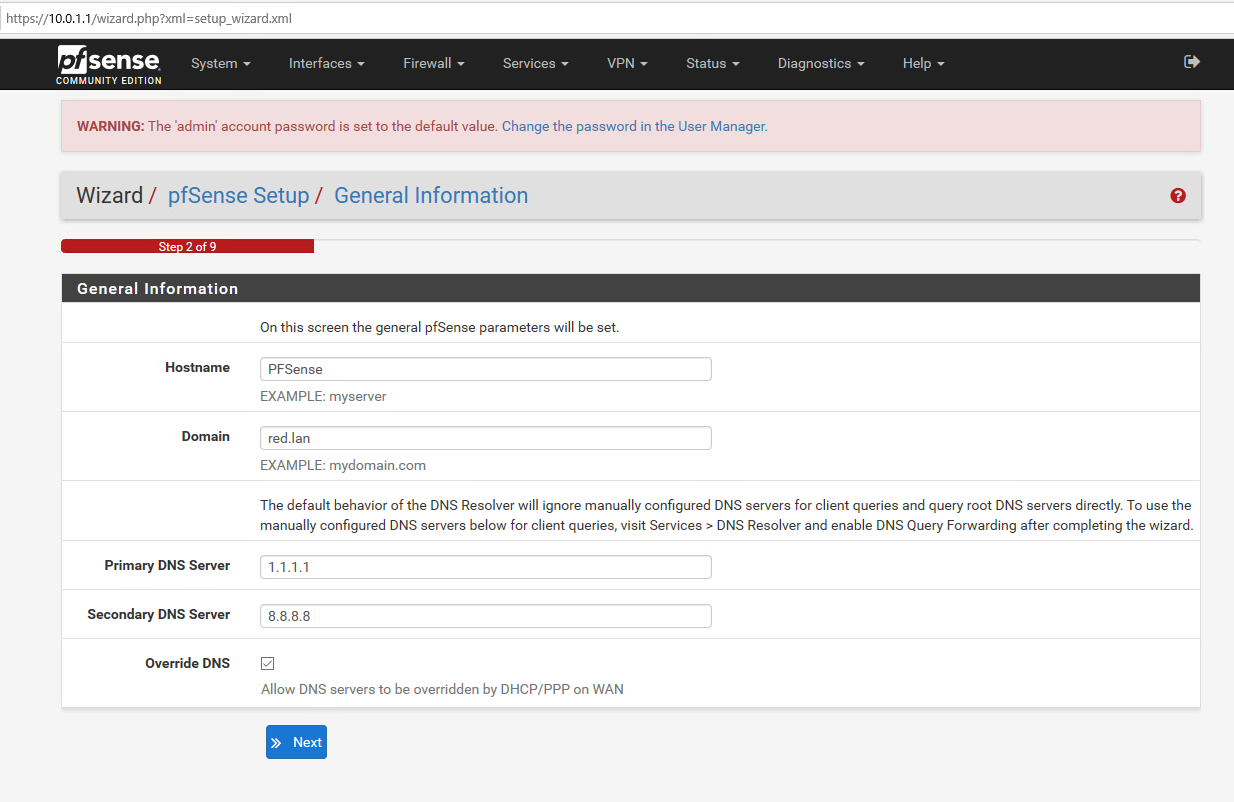 https://10.0.1.1/wizard.php?xml=setup_wizard.xml
pfsense System Interfaces Firewall Services VPN Status Diagnostics Help
COMMUNITY EDITION
WARNING: The 'admin' account password is set to the default value. Change the password in the User Manager.
Wizard / pfSense Setup / General Information
Step 2 of 9
General Information
On this screen the general pfSense parameters will be set.
Hostname PFSense
EXAMPLE: myserver
Domain red.lan
EXAMPLE: mydomain.com
The default behavior of the DNS Resolver will ignore manually configured DNS servers for client queries and query root DNS servers directly. To use the
manually configured DNS servers below for client queries, visit Services > DNS Resolver and enable DNS Query Forwarding after completing the wizard.
Primary DNS Server 1.1.1.1
Secondary DNS Server 8.8.8.8
Override DNS
Allow DNS servers to be overridden by DHCP/PPP on WAN
Next